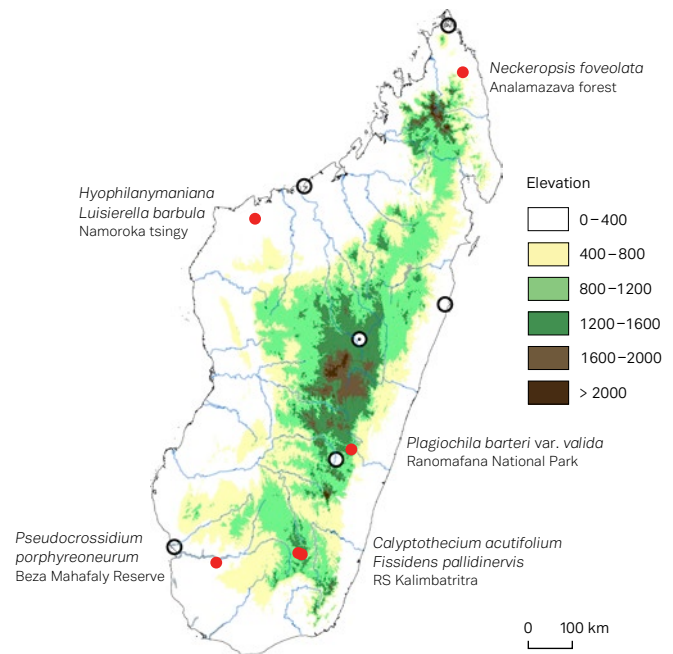 Neckeropsis foveolata
Analamazava forest
Hyophilanymaniana
Luisierella barbula
Namoroka tsingy
Elevation
0–400
400–800
800–1200
1200–1600
1600–2000
> 2000
Plagiochila barteri var. valida
Ranomafana National Park
Pseudocrossidium
porphyreoneurum
Beza Mahafaly Reserve
Calyptothecium acutifolium
Fissidens pallidinervis
RS Kalimbatritra
0 100 km